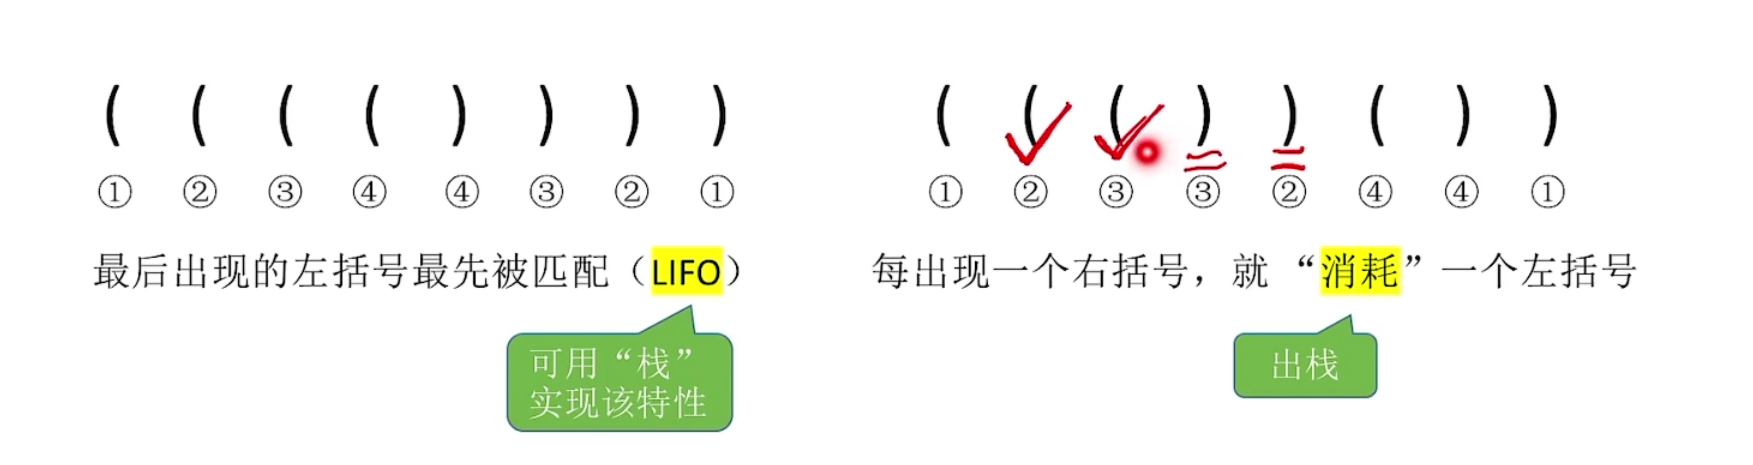 ( ( ( ( ) ) ) )
① ② ③ ④ ④ ③ ② ①
最后出现的左括号最先被匹配（LIFO）
可用“栈”
实现该特性
( ( ( ) ) ( ) )
① ② ③ ③ ② ④ ④ ①
每出现一个右括号，就“消耗”一个左括号
出栈